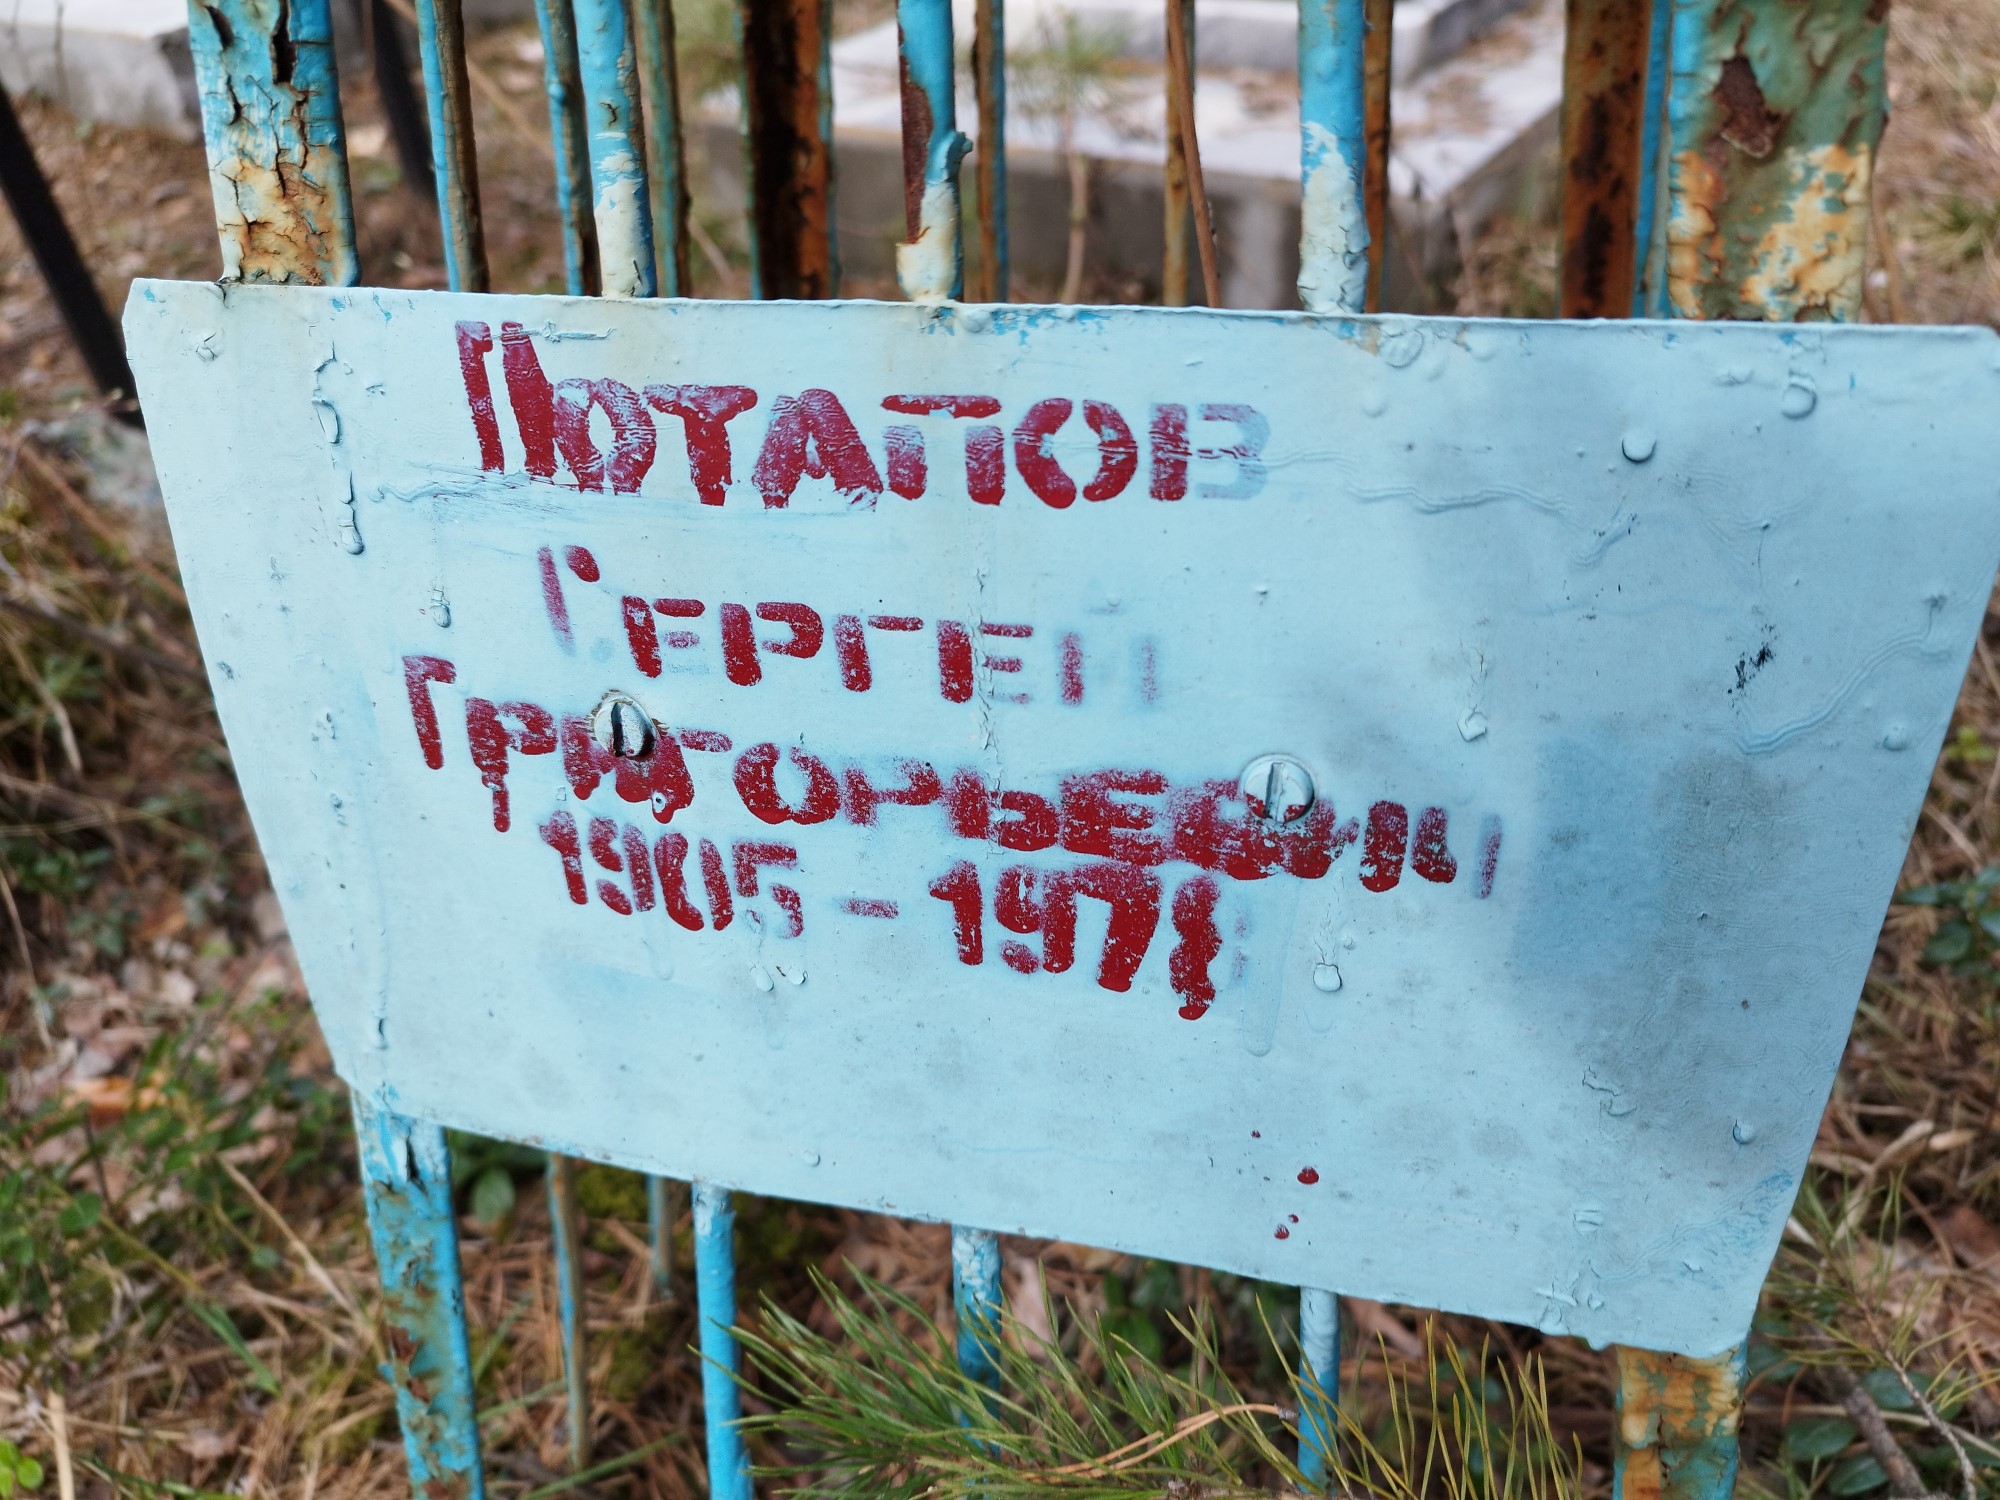 Потапов
Сергей
Григорьевич
1905 - 1978